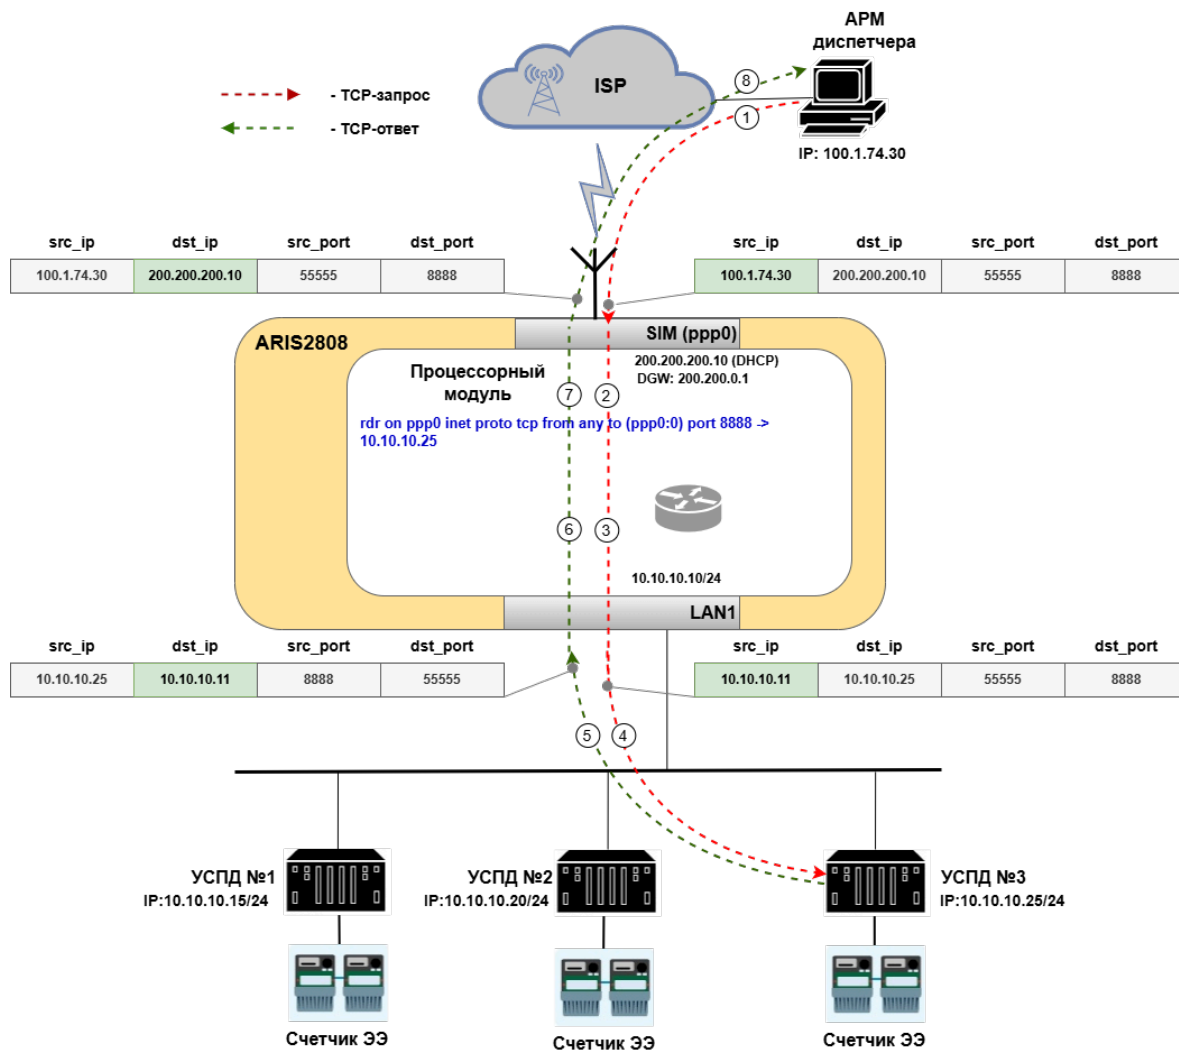 АРМ
диспетчера
ISP
- TCP-запрос
- TCP-ответ
8
1
IP: 100.1.74.30
src_ip dst_ip src_port dst_port
100.1.74.30 200.200.200.10 55555 8888
src_ip dst_ip src_port dst_port
100.1.74.30 200.200.200.10 55555 8888
ARIS2808
SIM (ppp0)
200.200.200.10 (DHCP)
DGW: 200.200.0.1
Процессорный
модуль
7
2
rdr on ppp0 inet proto tcp from any to (ppp0:0) port 8888 ->
10.10.10.25
6
3
10.10.10.10/24
LAN1
src_ip dst_ip src_port dst_port
10.10.10.25 10.10.10.11 8888 55555
src_ip dst_ip src_port dst_port
10.10.10.11 10.10.10.25 55555 8888
5
4
УСПД №1
IP:10.10.10.15/24
УСПД №2
IP:10.10.10.20/24
УСПД №3
IP:10.10.10.25/24
Счетчик ЭЭ
Счетчик ЭЭ
Счетчик ЭЭ